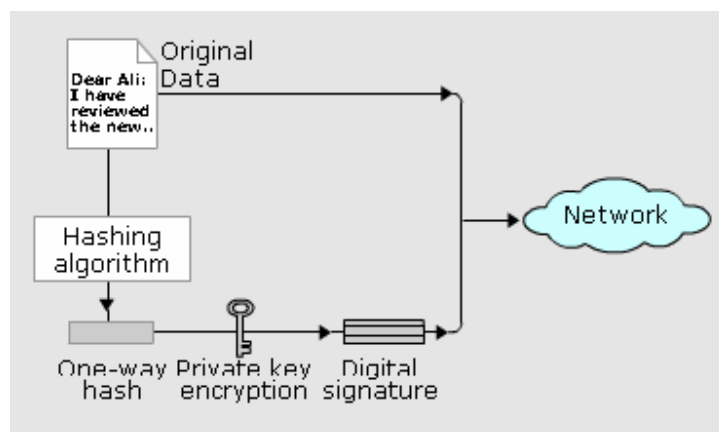 Original
Data
Dear Ali:
I have
reviewed
the new..
Network
Hashing
algorithm
One-way
hash
Private key
encryption
Digital
signature